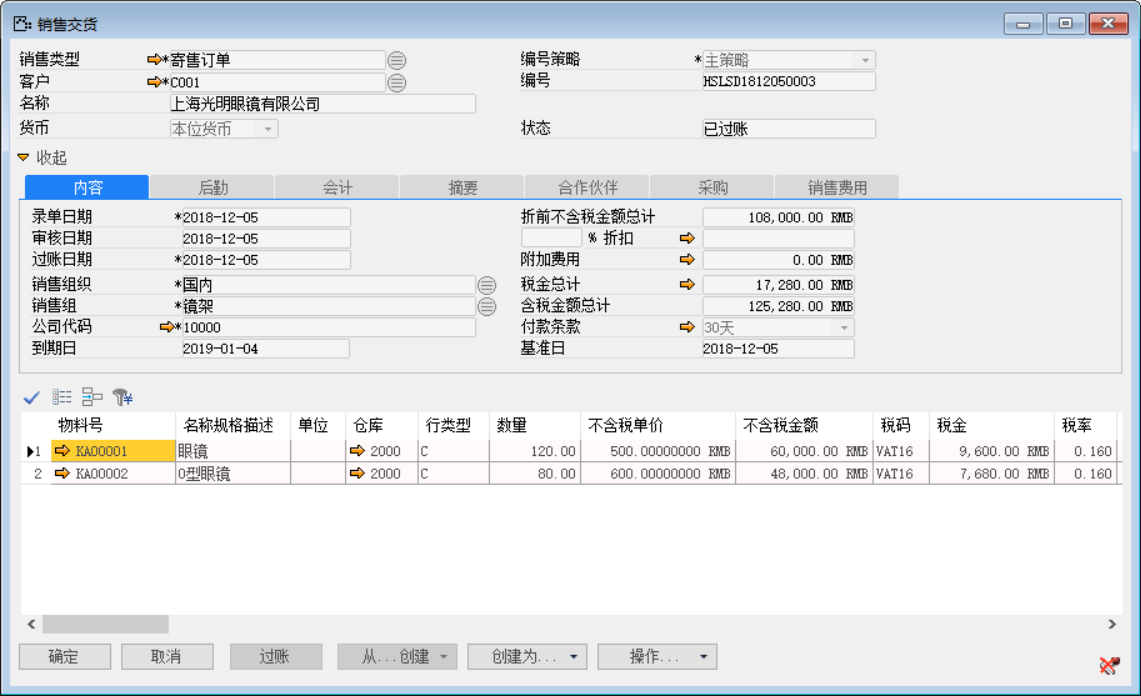 销售交货
销售类型 *寄售订单 编号策略 *主策略
客户 *C001 编号 HSLSD1812050003
名称 上海光明眼镜有限公司
货币 本位货币 状态 已过账
收起
内容 后勤 会计 摘要 合作伙伴 采购 销售费用
录单日期 *2018-12-05 折前不含税金额总计 108,000.00 RMB
审核日期 2018-12-05 % 折扣
过账日期 *2018-12-05 附加费用 0.00 RMB
销售组织 *国内 税金总计 17,280.00 RMB
销售组 *镜架 含税金额总计 125,280.00 RMB
公司代码 *10000 付款条款 30天
到期日 2019-01-04 基准日 2018-12-05
物料号 名称规格描述 单位 仓库 行类型 数量 不含税单价 不含税金额 税码 税金 税率
1 KA00001 眼镜 2000 C 120.00 500.00000000 RMB 60,000.00 RMB VAT16 9,600.00 RMB 0.160
2 KA00002 O型眼镜 2000 C 80.00 600.00000000 RMB 48,000.00 RMB VAT16 7,680.00 RMB 0.160
确定 取消 过账 从...创建 创建为... 操作...